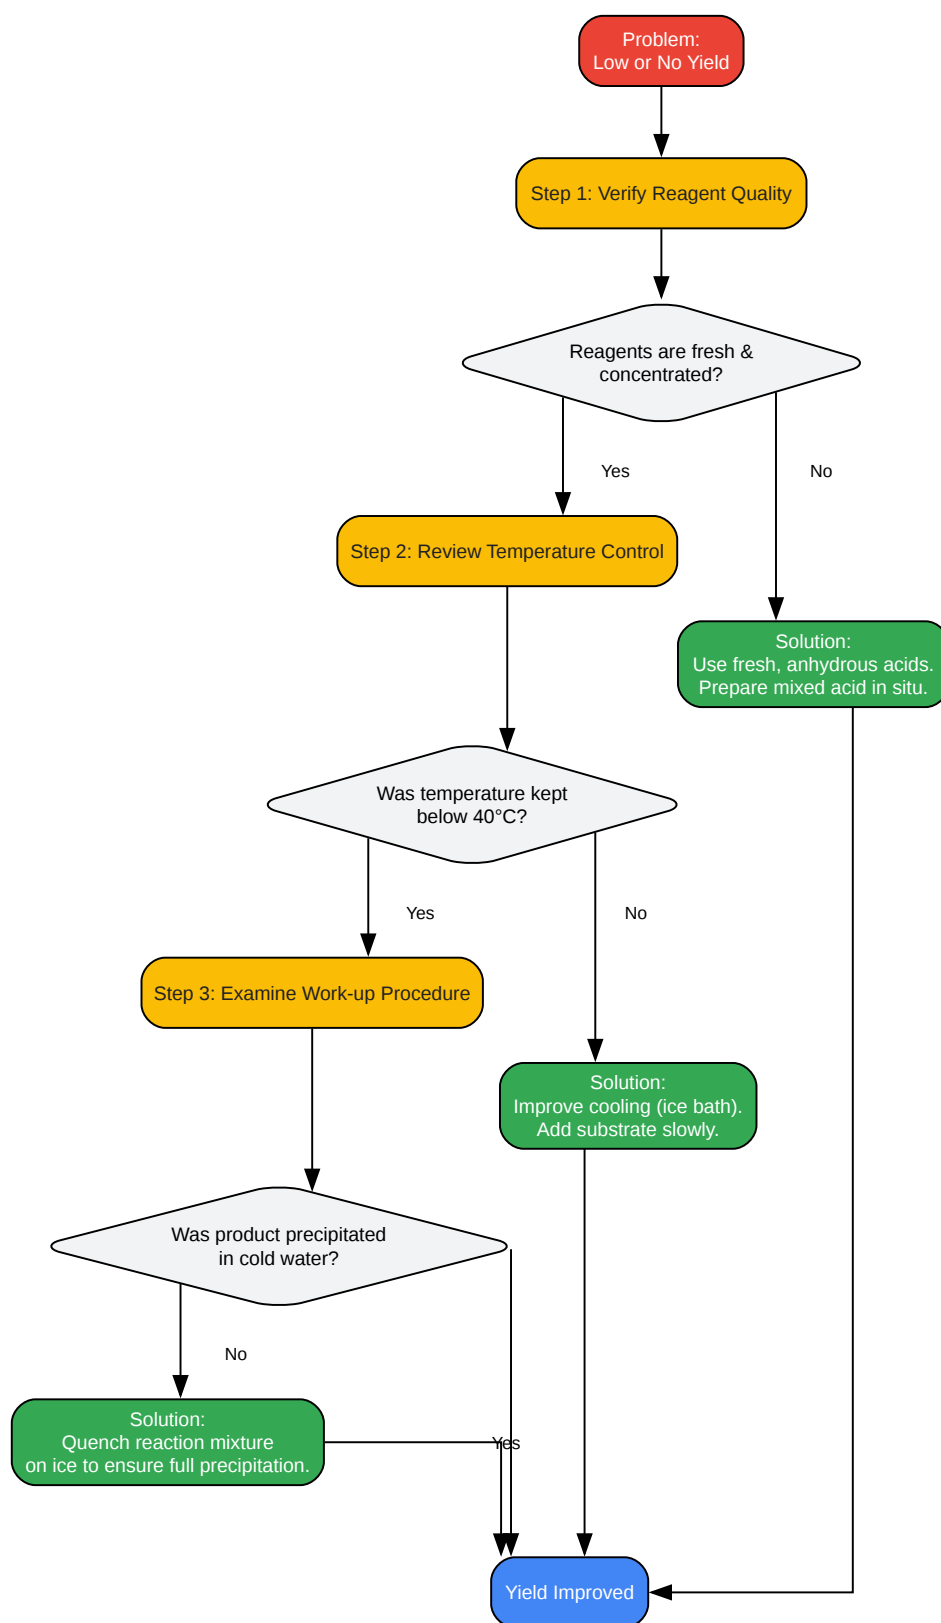 Problem:
Low or No Yield
Step 1: Verify Reagent Quality
Reagents are fresh &
concentrated?
Yes
No
Step 2: Review Temperature Control
Solution:
Use fresh, anhydrous acids.
Prepare mixed acid in situ.
Was temperature kept
below 40°C?
Yes
No
Step 3: Examine Work-up Procedure
Solution:
Improve cooling (ice bath).
Add substrate slowly.
Was product precipitated
in cold water?
No
Solution:
Quench reaction mixture
on ice to ensure full precipitation.
Yes
Yield Improved